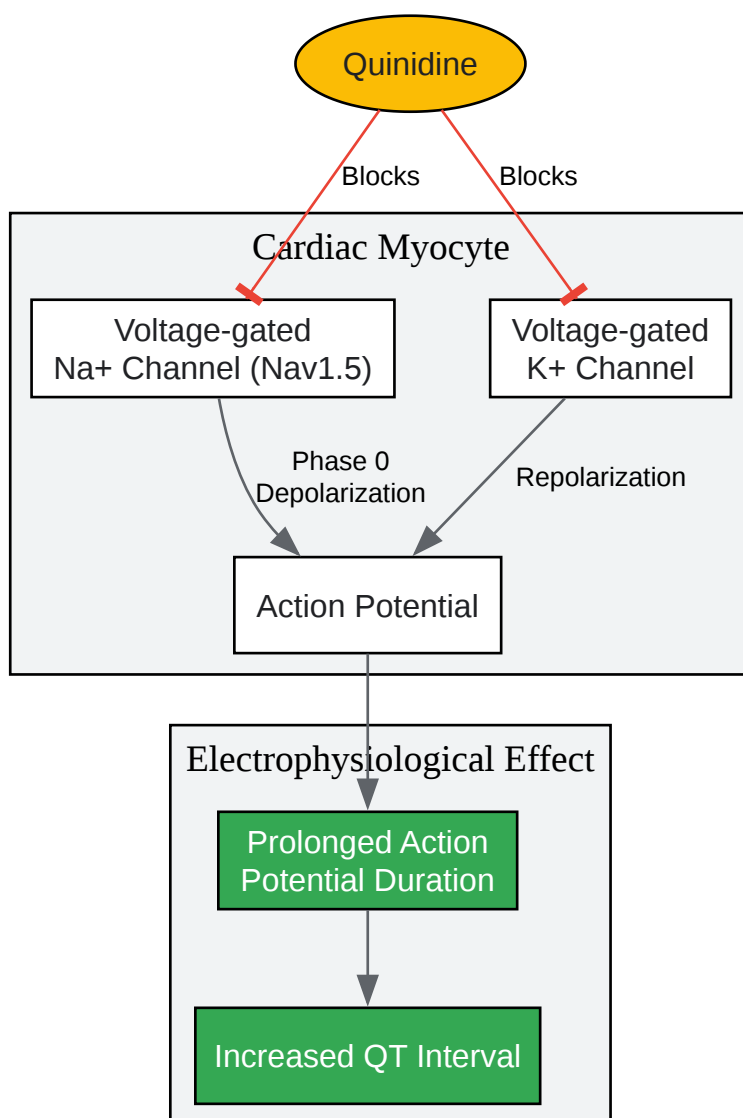 Quinidine
Blocks
Blocks
Cardiac Myocyte
Voltage-gated
Na+ Channel (Nav1.5)
Voltage-gated
K+ Channel
Phase 0
Depolarization
Repolarization
Action Potential
Electrophysiological Effect
Prolonged Action
Potential Duration
Increased QT Interval